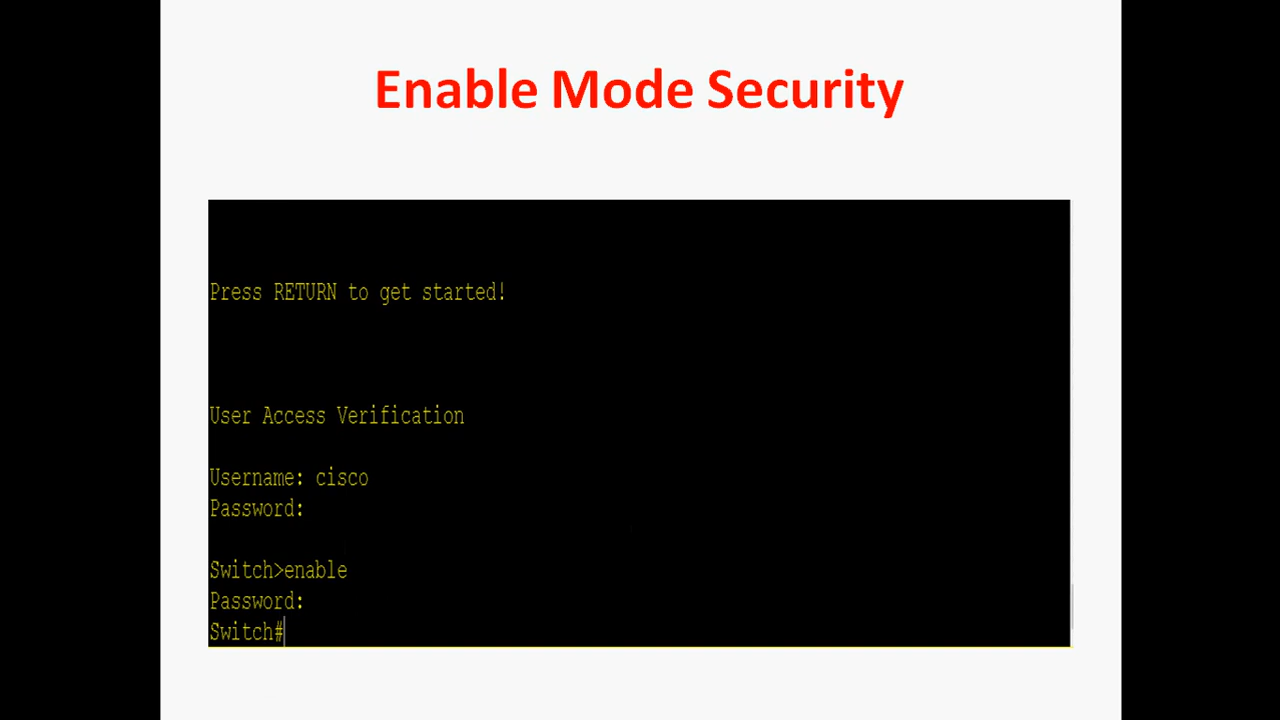 Enable Mode Security
Press RETURN to get started!
User Access Verification
Username: cisco
Password:
Switch>enable
Password:
Switch#